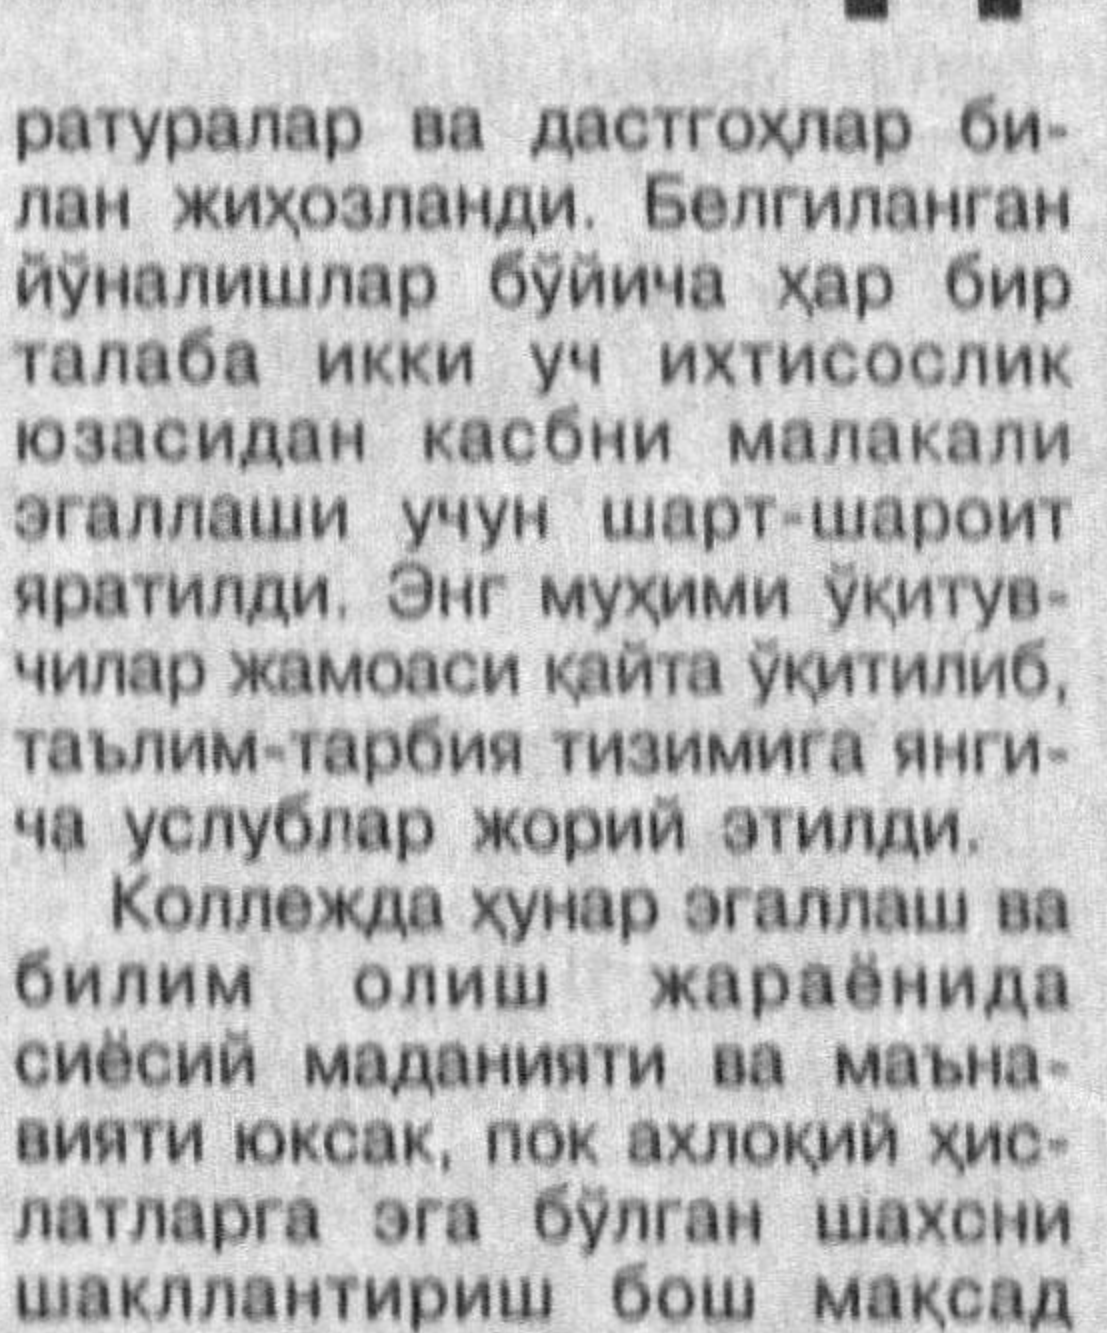 ратуралар ва дастгоҳлар би-
лан жиҳозланди. Белгиланган
йўналишлар бўйича ҳар бир
талаба икки уч ихтисослик
юзасидан касбни малакали
эгаллаши учун шарт-шароит
яратилди. Энг муҳими ўқитув-
чилар жамоаси қайта ўқитилиб,
таълим-тарбия тизимига янги-
ча услублар жорий этилди.
Коллежда ҳунар эгаллаш ва
билим олиш жараёнида
сиёсий маданияти ва маъна-
вияти юксак, пок ахлоқий ҳис-
латларга эга бўлган шахсни
шакллантириш бош мақсад